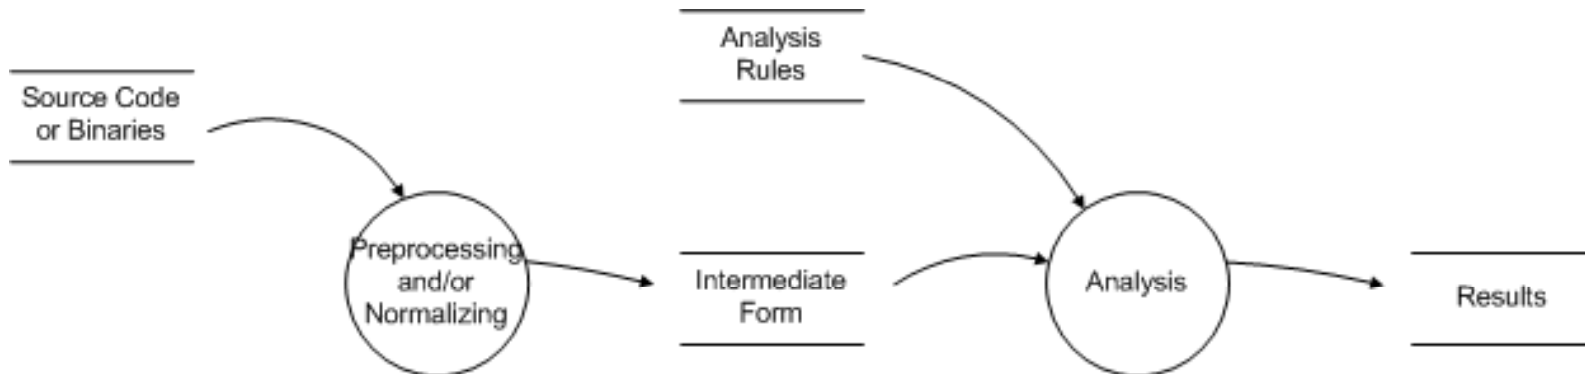 Source Code
or Binaries
Preprocessing
and/or
Normalizing
Analysis
Rules
Intermediate
Form
Analysis
Results